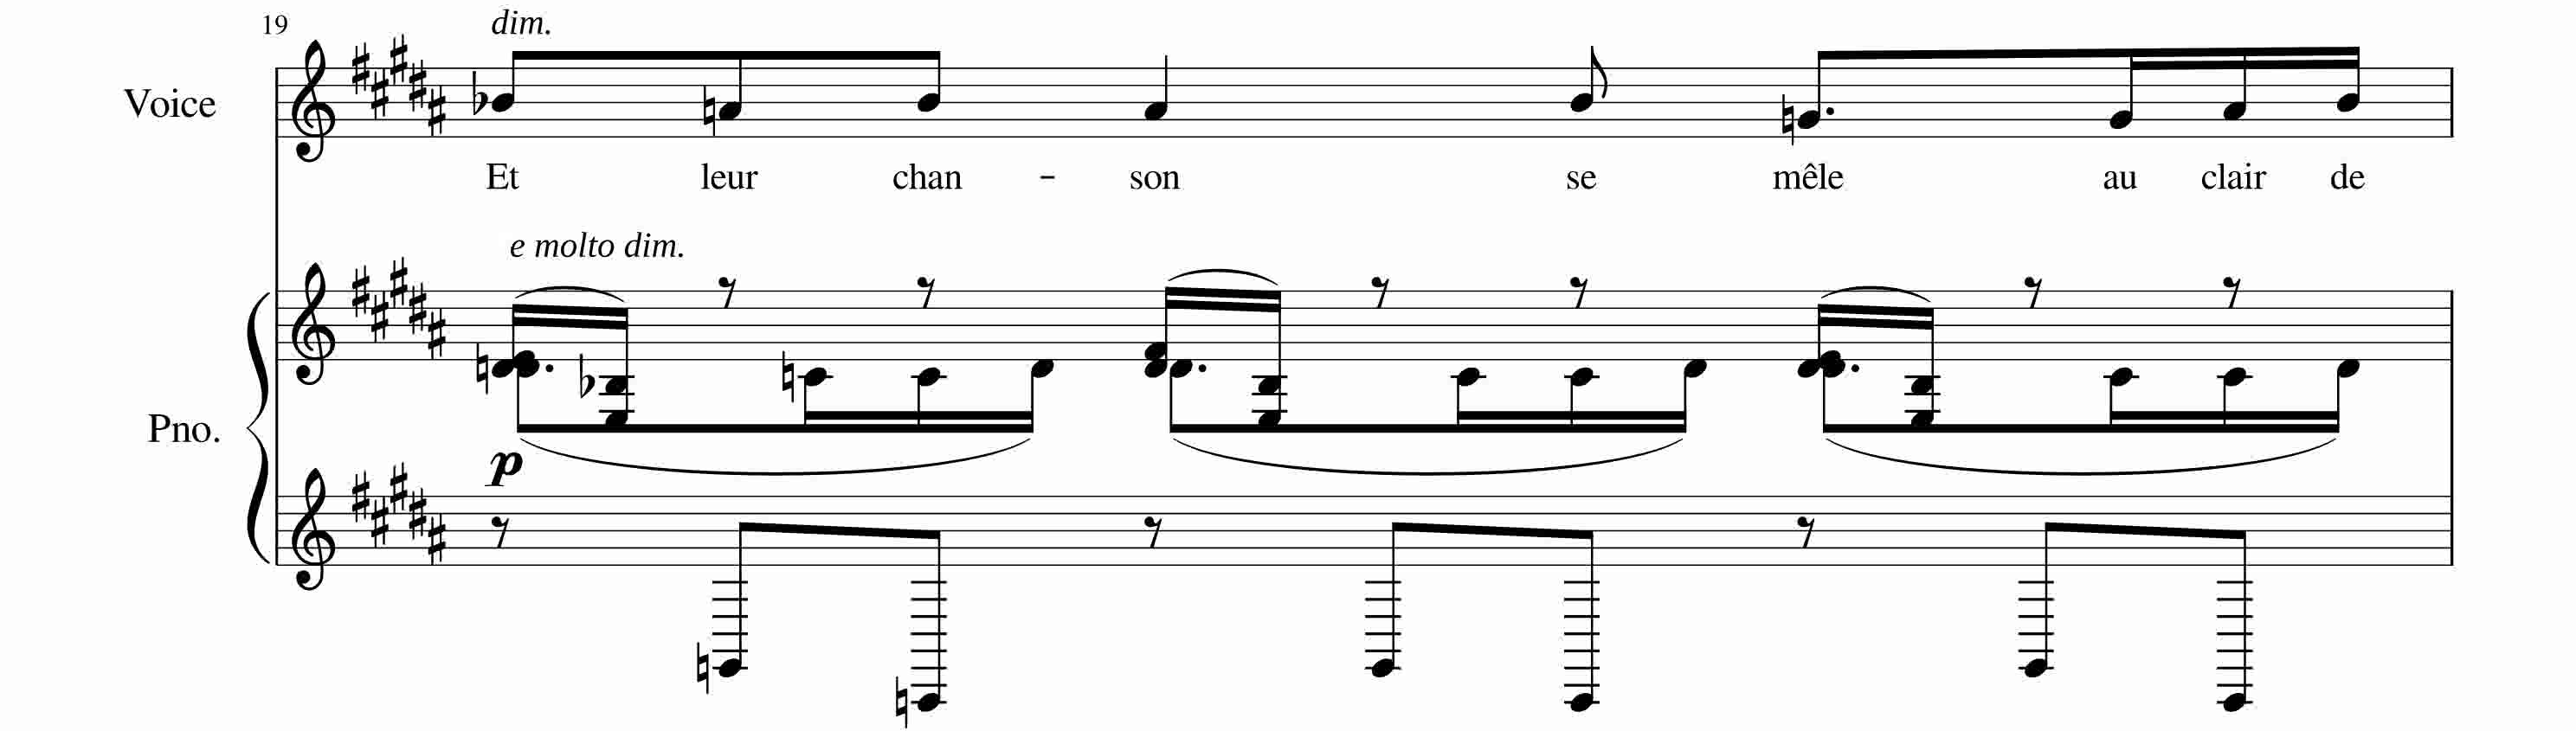 19
dim.
Voice
Et leur chan - son se mêle au clair de
e molto dim.
Pno.
p